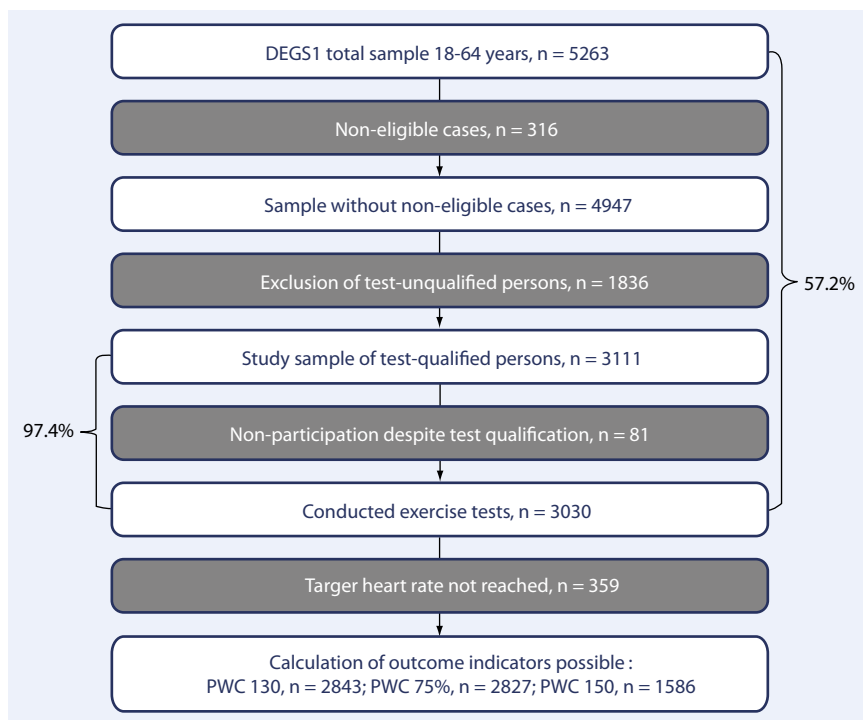 DEGS1 total sample 18-64 years, n = 5263
Non-eligible cases, n = 316
Sample without non-eligible cases, n = 4947
Exclusion of test-unqualified persons, n = 1836
57.2%
Study sample of test-qualified persons, n = 3111
97.4%
Non-participation despite test qualification, n = 81
Conducted exercise tests, n = 3030
Targer heart rate not reached, n = 359
Calculation of outcome indicators possible :
PWC 130, n = 2843; PWC 75%, n = 2827; PWC 150, n = 1586